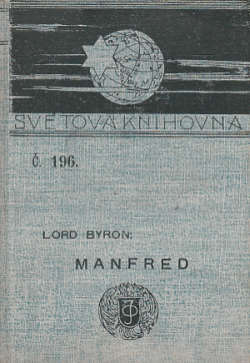 SVĚTOVÁ KNIHOVNA
Č. 196.
LORD BYRON:
MANFRED